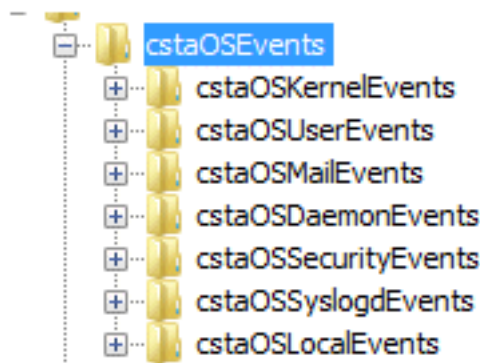 cstaOSEvents
cstaOSKernelEvents
cstaOSUserEvents
cstaOSMailEvents
cstaOSDaemonEvents
cstaOSSecurityEvents
cstaOSSyslogdEvents
cstaOSLocalEvents